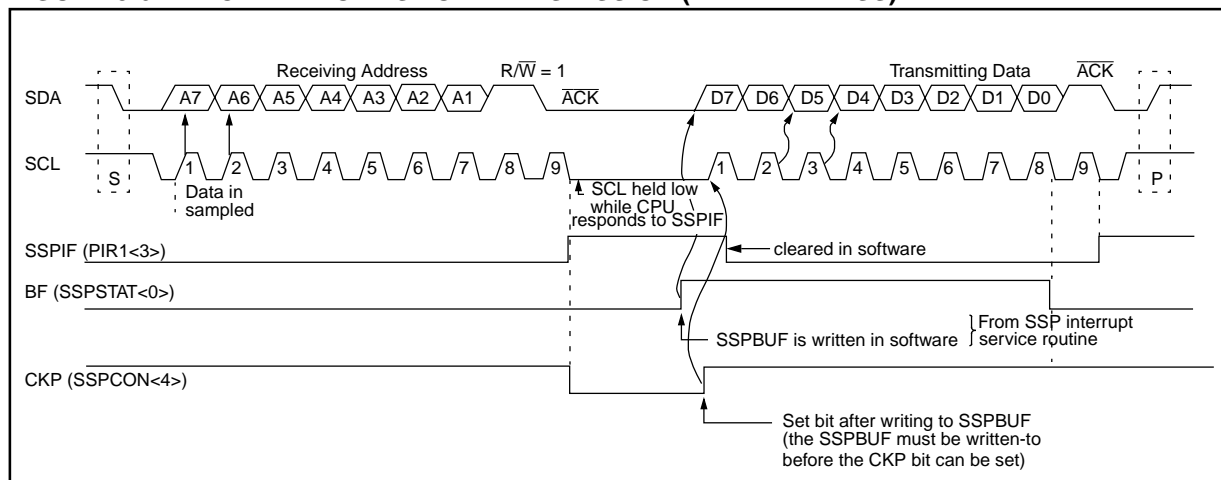 Receiving Address
R/W = 1
Transmitting Data
ACK
SDA
A7 A6 A5 A4 A3 A2 A1
ACK
D7 D6 D5 D4 D3 D2 D1 D0
SCL
S
1 2 3 4 5 6 7 8 9
1 2 3 4 5 6 7 8 9
P
Data in
sampled
SCL held low
while CPU
responds to SSPIF
SSPIF (PIR1<3>)
cleared in software
BF (SSPSTAT<0>)
SSPBUF is written in software
From SSP interrupt
service routine
CKP (SSPCON<4>)
Set bit after writing to SSPBUF
(the SSPBUF must be written-to
before the CKP bit can be set)